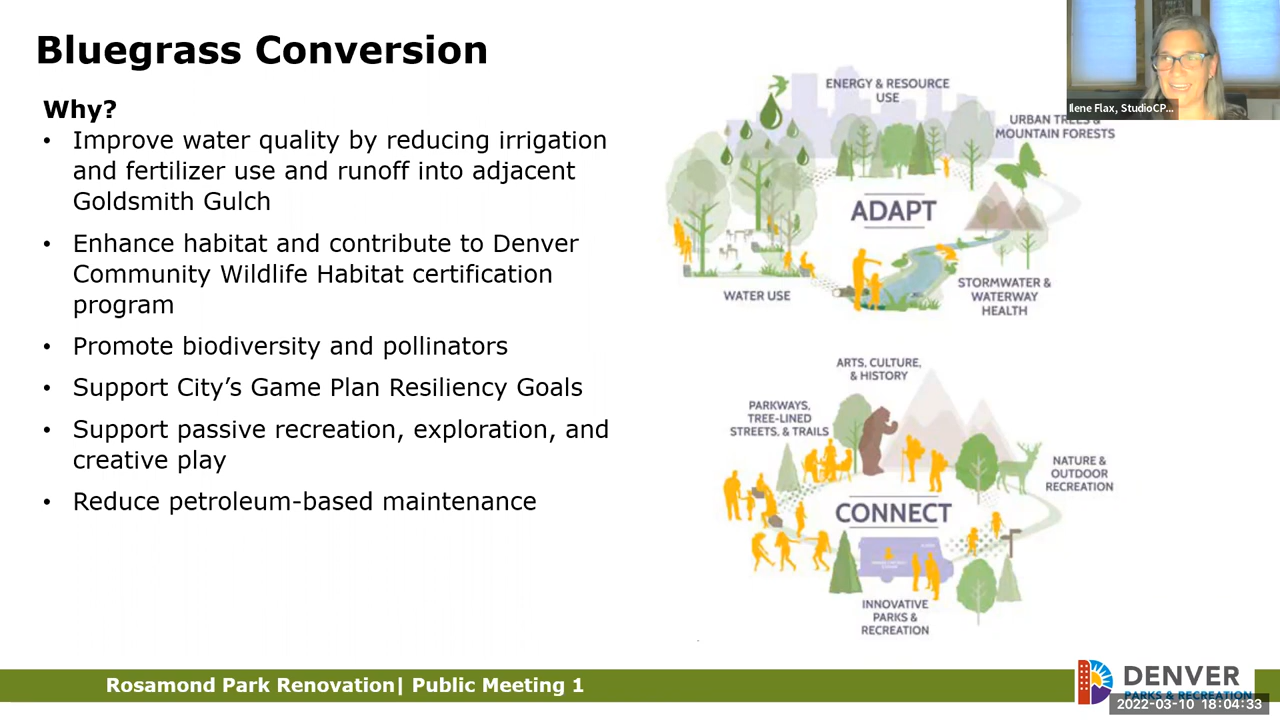 Bluegrass Conversion
Why?
• Improve water quality by reducing irrigation
and fertilizer use and runoff into adjacent
Goldsmith Gulch
• Enhance habitat and contribute to Denver
Community Wildlife Habitat certification
program
• Promote biodiversity and pollinators
• Support City’s Game Plan Resiliency Goals
• Support passive recreation, exploration, and
creative play
• Reduce petroleum-based maintenance
ENERGY & RESOURCE
USE
URBAN TREES &
MOUNTAIN FORESTS
ADAPT
WATER USE
STORMWATER &
WATERWAY
HEALTH
ARTS, CULTURE,
& HISTORY
PARKWAYS,
TREE-LINED
STREETS, & TRAILS
NATURE &
OUTDOOR
RECREATION
CONNECT
INNOVATIVE
PARKS &
RECREATION
Ilene Flax, StudioCP...
Rosamond Park Renovation| Public Meeting 1
DENVER
PARKS & RECREATION
2022-03-10 18:04:33